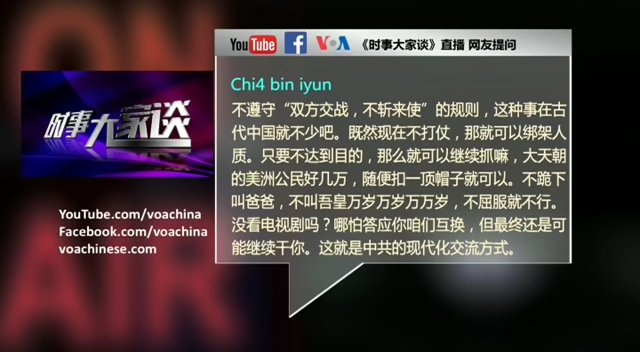 YouTube f VOA 《时事大家谈》直播 网友提问
Chi4 bin iyun
不遵守“双方交战，不斩来使”的规则，这种事在古
代中国就不少吧。既然现在不打仗，那就可以绑架人
质。只要不达到目的，那么就可以继续抓嘛，大天朝
的美洲公民好几万，随便扣一顶帽子就可以。不跪下
叫爸爸，不叫吾皇万岁万岁万万岁，不屈服就不行。
没看电视剧吗？哪怕答应你咱们互换，但最终还是可
能继续干你。这就是中共的现代化交流方式。
时事大家谈
YouTube.com/voachina
Facebook.com/voachina
voachinese.com
ON
AIR